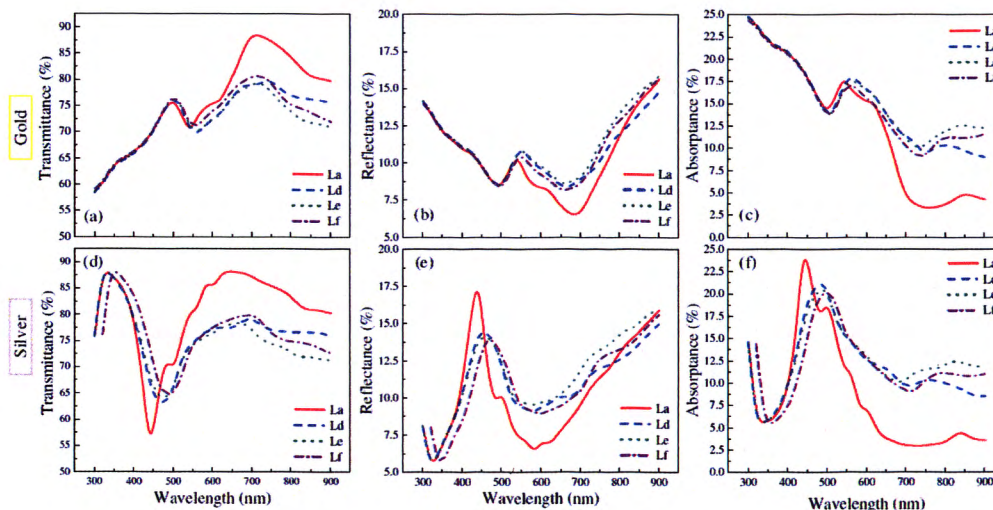 Gold
Transmittance (%)
90
85
80
75
70
65
60
55
50
(a)
La
Ld
Le
Lf
Reflectance (%)
20.0
17.5
15.0
12.5
10.0
7.5
5.0
(b)
La
Ld
Le
Lf
Absorptance (%)
25.0
22.5
20.0
17.5
15.0
12.5
10.0
7.5
5.0
2.5
0.0
(c)
Silver
Transmittance (%)
90
85
80
75
70
65
60
55
50
(d)
La
Ld
Le
Lf
300 400 500 600 700 800 900
Wavelength (nm)
Reflectance (%)
20.0
17.5
15.0
12.5
10.0
7.5
5.0
(e)
La
Ld
Le
Lf
300 400 500 600 700 800 900
Wavelength (nm)
Absorptance (%)
25.0
22.5
20.0
17.5
15.0
12.5
10.0
7.5
5.0
2.5
0.0
(f)
La
Ld
Le
Lf
300 400 500 600 700 800 900
Wavelength (nm)